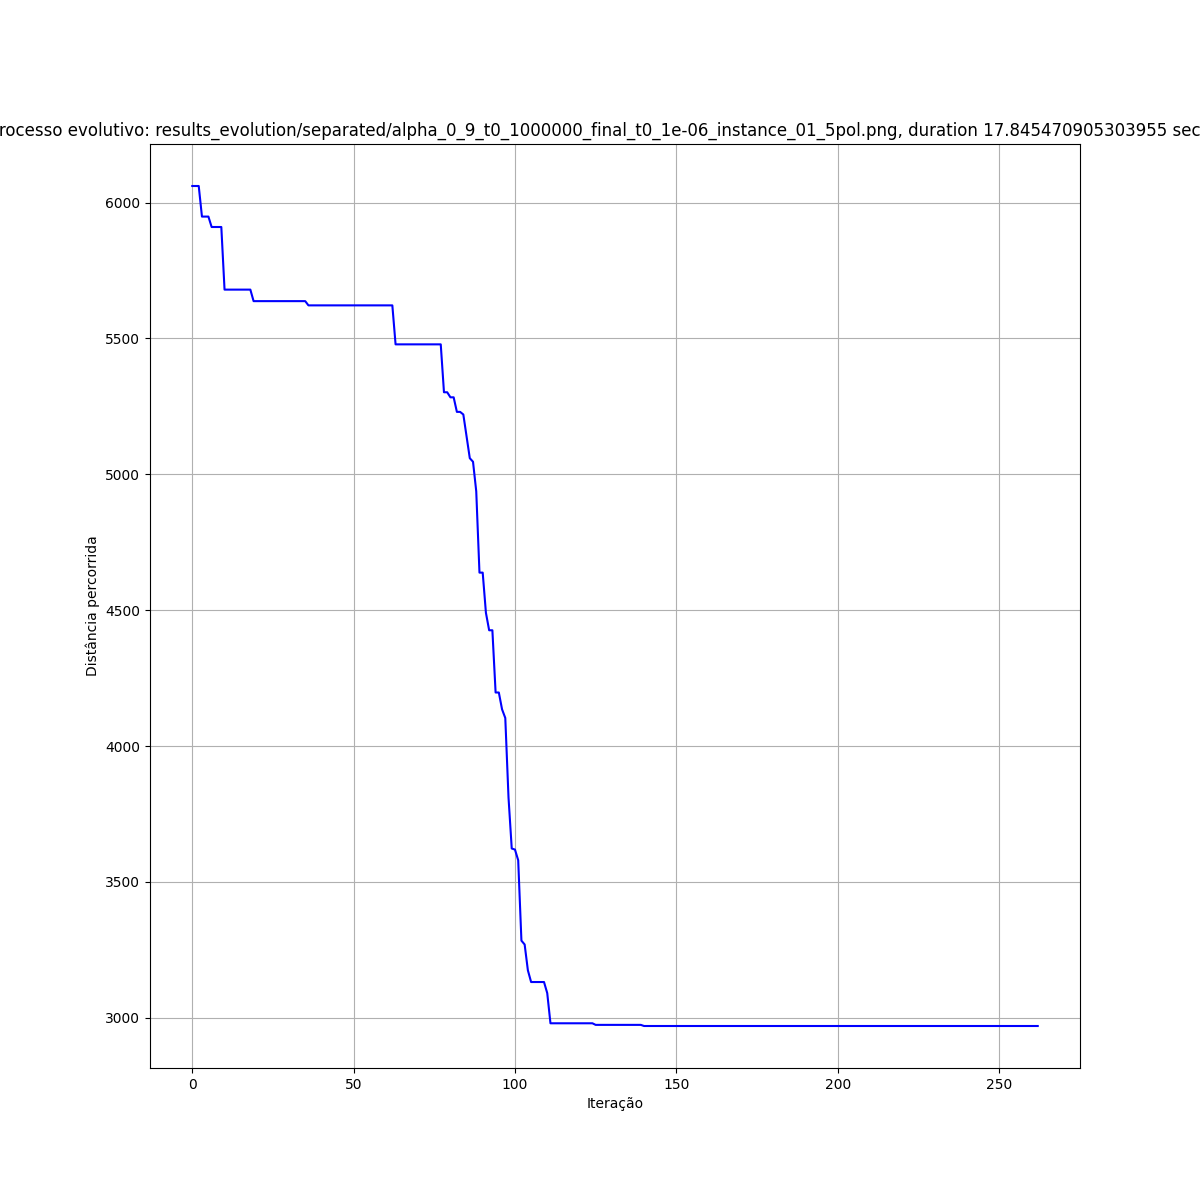 rocesso evolutivo: results_evolution/separated/alpha_0_9_t0_1000000_final_t0_1e-06_instance_01_5pol.png, duration 17.845470905303955 sec
6000
5500
5000
4500
4000
3500
3000
Distância percorrida
0 50 100 150 200 250
Iteração